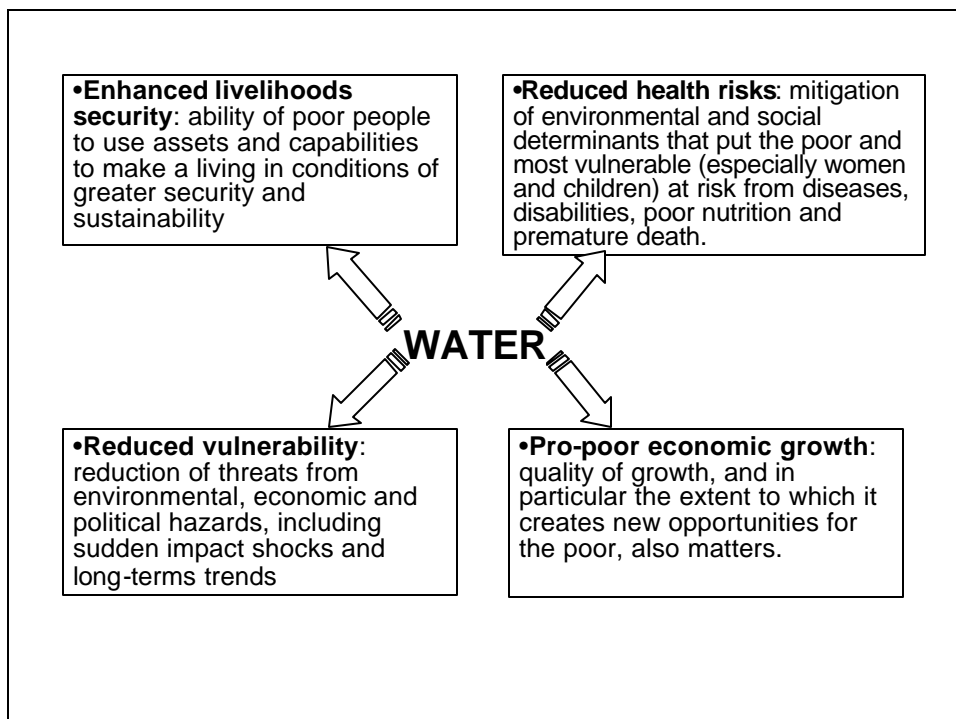 •Enhanced livelihoods
security: ability of poor people
to use assets and capabilities
to make a living in conditions of
greater security and
sustainability
•Reduced health risks: mitigation
of environmental and social
determinants that put the poor and
most vulnerable (especially women
and children) at risk from diseases,
disabilities, poor nutrition and
premature death.
WATER
•Reduced vulnerability:
reduction of threats from
environmental, economic and
political hazards, including
sudden impact shocks and
long-terms trends
•Pro-poor economic growth:
quality of growth, and in
particular the extent to which it
creates new opportunities for
the poor, also matters.